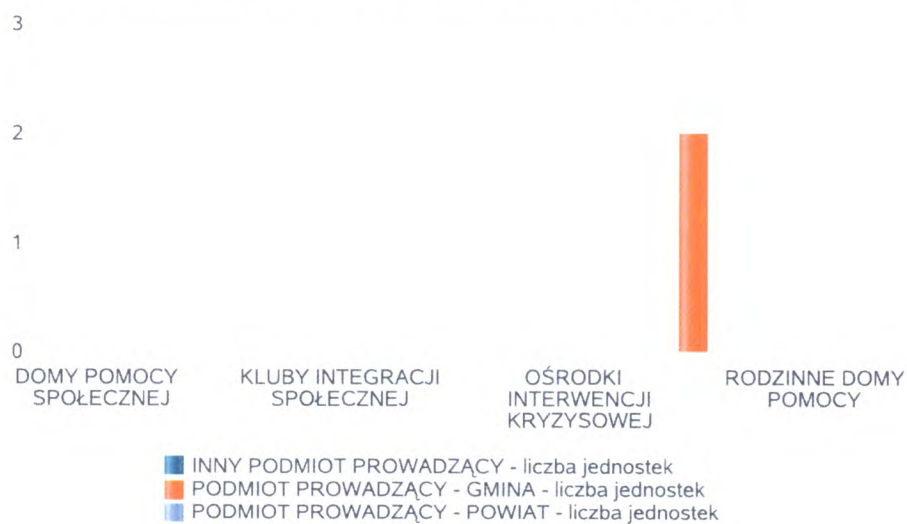 3
2
1
0
DOMY POMOCY
SPOŁECZNEJ
KLUBY INTEGRACJI
SPOŁECZNEJ
OŚRODKI
INTERWENCJI
KRYZYSOWEJ
RODZINNE DOMY
POMOCY
INNY PODMIOT PROWADZĄCY - liczba jednostek
PODMIOT PROWADZĄCY - GMINA - liczba jednostek
PODMIOT PROWADZĄCY - POWIAT - liczba jednostek